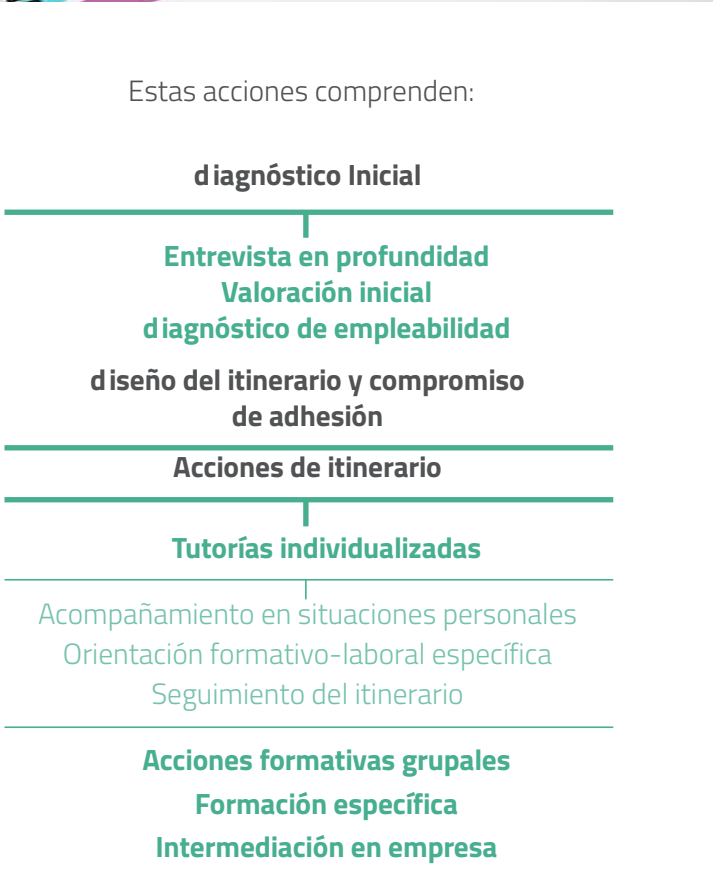 Estas acciones comprenden:
diagnóstico Inicial
Entrevista en profundidad
Valoración inicial
diagnóstico de empleabilidad
diseño del itinerario y compromiso
de adhesión
Acciones de itinerario
Tutorías individualizadas
Acompañamiento en situaciones personales
Orientación formativo-laboral específica
Seguimiento del itinerario
Acciones formativas grupales
Formación específica
Intermediación en empresa